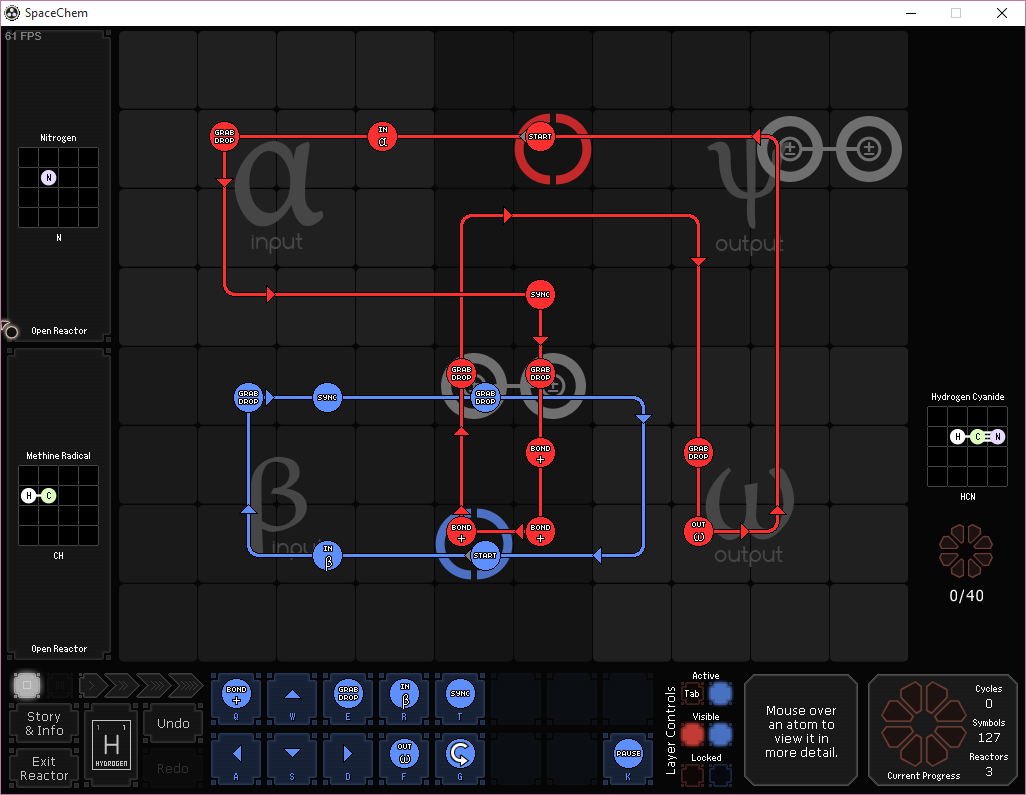 SpaceChem
61 FPS
Nitrogen
N
N
Open Reactor
Methine Radical
H C
CH
Open Reactor
GRAB
DROP
IN
α
START
α
input
ψ
output
± ±
SYNC
GRAB
DROP
GRAB
DROP
±
GRAB
DROP
SYNC
GRAB
DROP
BOND
+
GRAB
DROP
β
input
ω
output
BOND
+
BOND
+
OUT
ω
IN
β
START
Hydrogen Cyanide
H C N
HCN
0/40
Story
& Info
Exit
Reactor
1 1
H
HYDROGEN
Undo
Redo
BOND
+
Q
W
GRAB
DROP
E
IN
β
R
SYNC
T
A
S
D
OUT
ω
F
G
PAUSE
K
Layer Controls
Active
Tab
Visible
Locked
Mouse over
an atom to
view it in
more detail.
Cycles
0
Symbols
127
Reactors
3
Current Progress